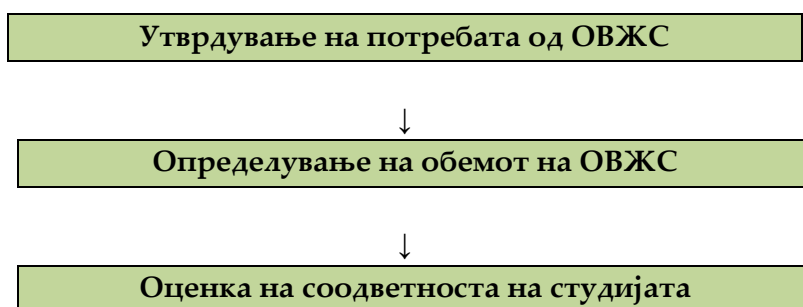 Утврдување на потребата од ОВЖС
↓
Определување на обемот на ОВЖС
↓
Оценка на соодветноста на студијата